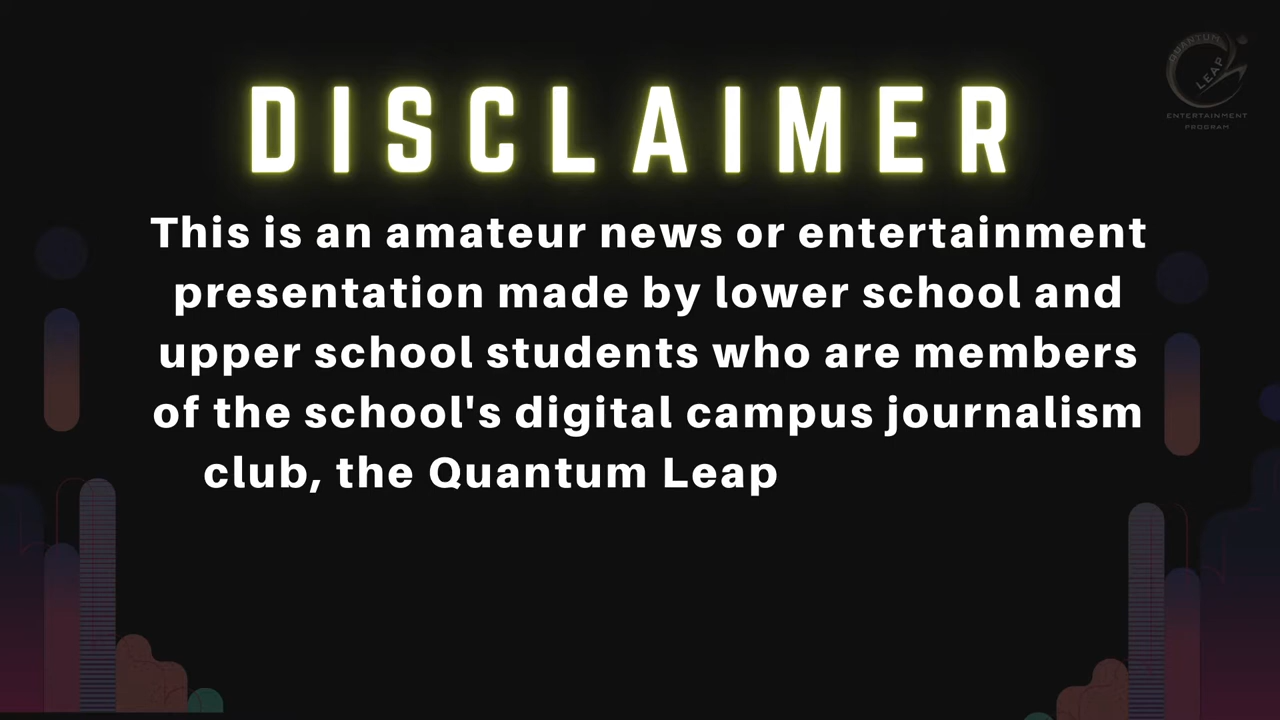 QUANTUM
LEAP
ENTERTAINMENT
PROGRAM
DISCLAIMER
This is an amateur news or entertainment
presentation made by lower school and
upper school students who are members
of the school's digital campus journalism
club, the Quantum Leap